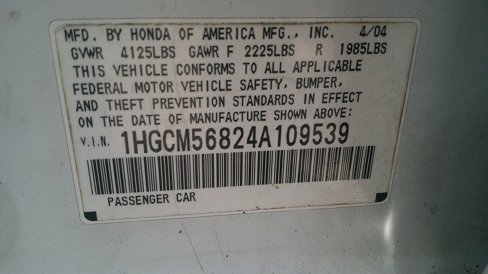 MFD. BY HONDA OF AMERICA MFG., INC. 4/04
GVWR 4125LBS GAWR F 2225LBS R 1985LBS
THIS VEHICLE CONFORMS TO ALL APPLICABLE
FEDERAL MOTOR VEHICLE SAFETY, BUMPER,
AND THEFT PREVENTION STANDARDS IN EFFECT
ON THE DATE OF MANUFACTURE SHOWN ABOVE:
V.I.N. 1HGCM56824A109539
PASSENGER CAR